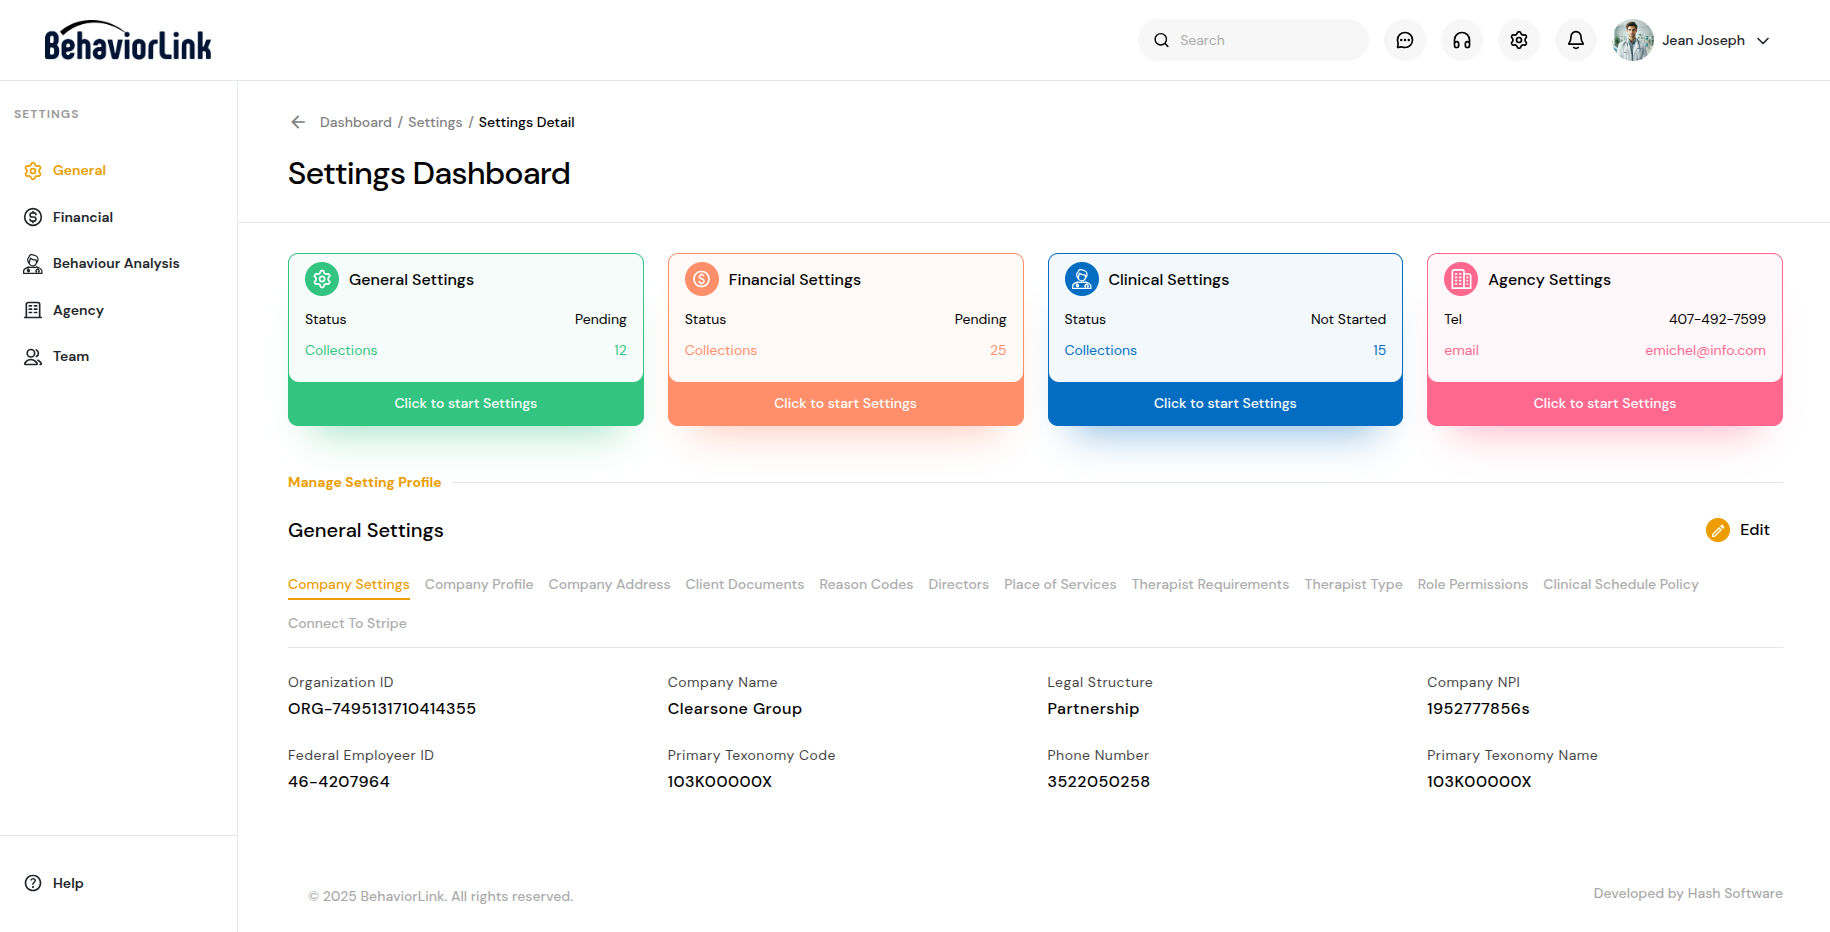 BehaviorLink
Search
Jean Joseph
SETTINGS
General
Financial
Behaviour Analysis
Agency
Team
Help
Dashboard / Settings / Settings Detail
Settings Dashboard
General Settings
Status Pending
Collections 12
Click to start Settings
Financial Settings
Status Pending
Collections 25
Click to start Settings
Clinical Settings
Status Not Started
Collections 15
Click to start Settings
Agency Settings
Tel 407-492-7599
email emichel@info.com
Click to start Settings
Manage Setting Profile
General Settings
Edit
Company Settings Company Profile Company Address Client Documents Reason Codes Directors Place of Services Therapist Requirements Therapist Type Role Permissions Clinical Schedule Policy
Connect To Stripe
Organization ID Company Name Legal Structure Company NPI
ORG-7495131710414355 Clearsone Group Partnership 1952777856s
Federal Employeer ID Primary Texonomy Code Phone Number Primary Texonomy Name
46-4207964 103K00000X 3522050258 103K00000X
© 2025 BehaviorLink. All rights reserved.
Developed by Hash Software